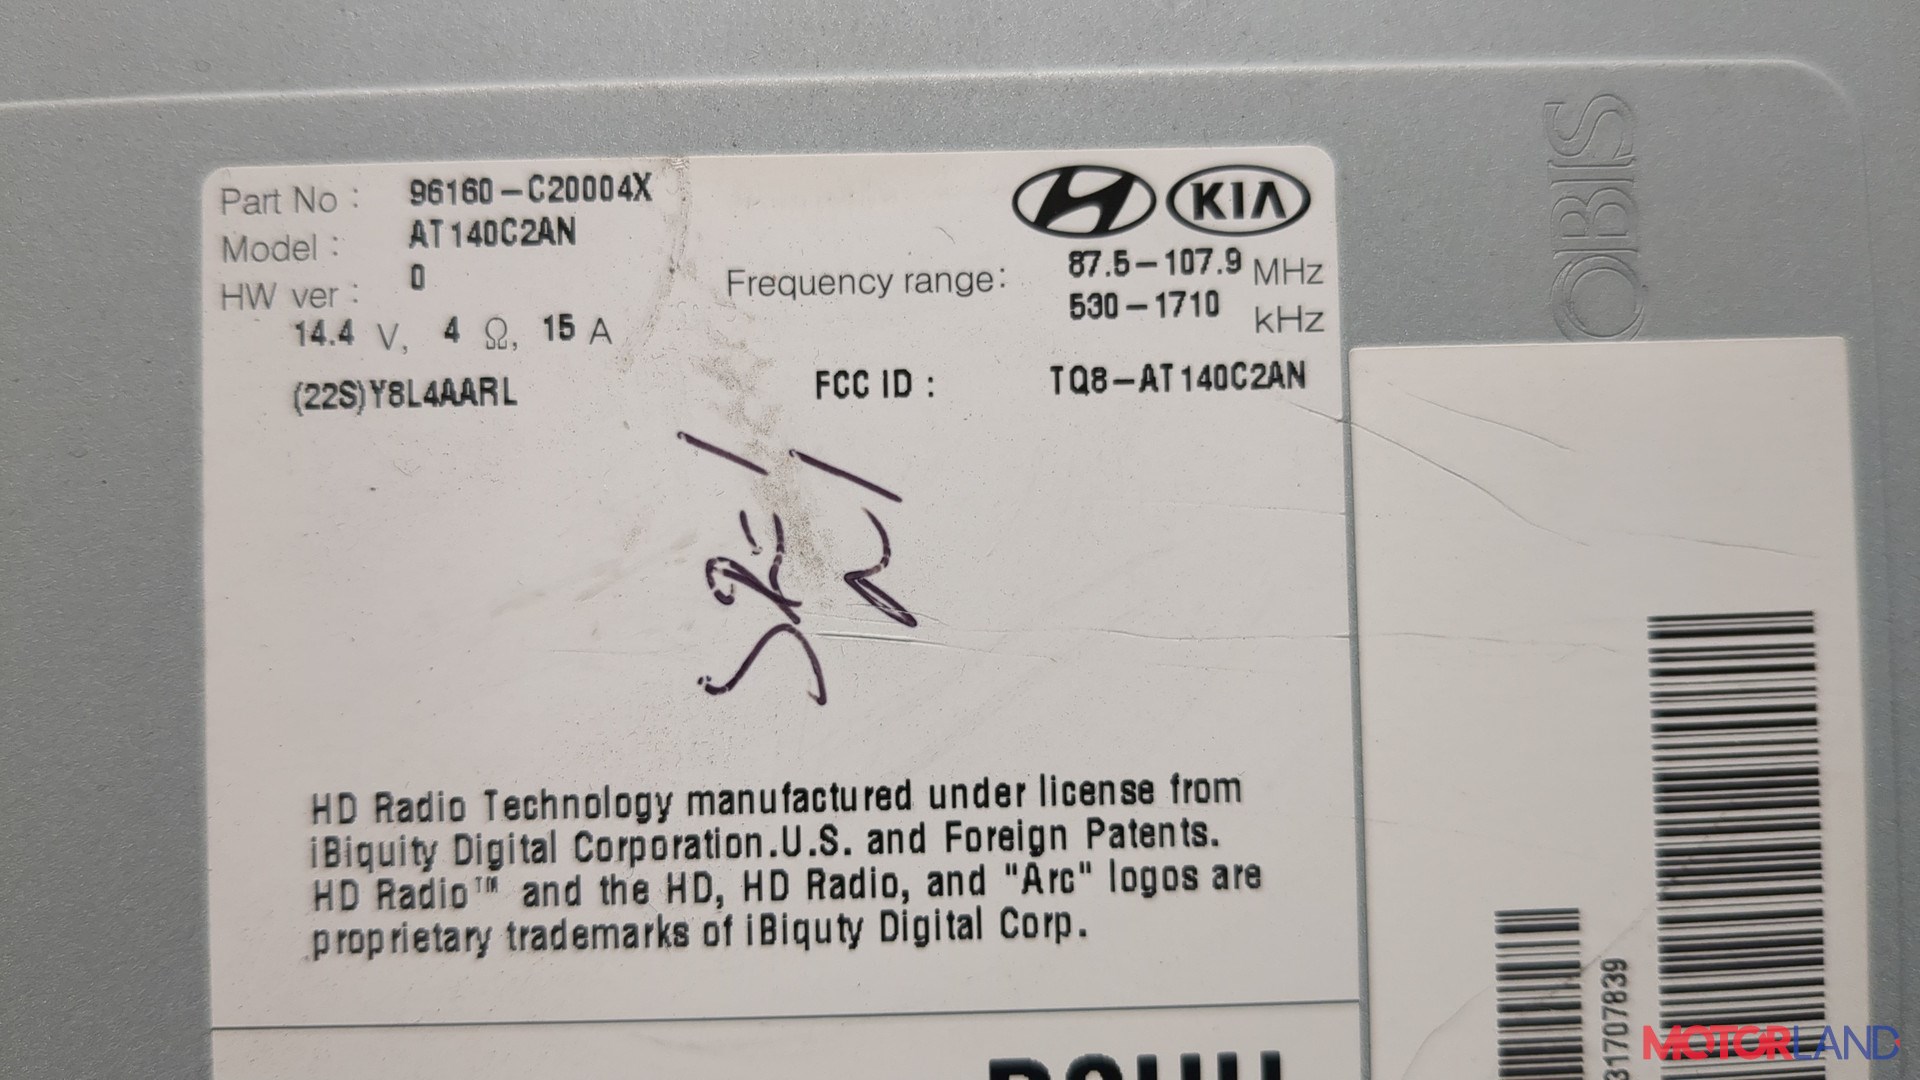 Part No : 96160-C20004X
Model : AT140C2AN
HW ver : 0
14.4 V, 4 Ω, 15 A
(22S)Y8L4AARL
KIA
Frequency range: 87.5-107.9 MHz
530-1710 kHz
FCC ID : TQ8-AT140C2AN
HD Radio Technology manufactured under license from
iBiquity Digital Corporation.U.S. and Foreign Patents.
HD Radio™ and the HD, HD Radio, and "Arc" logos are
proprietary trademarks of iBiquty Digital Corp.
OBIS
31707839
MOTORLAND